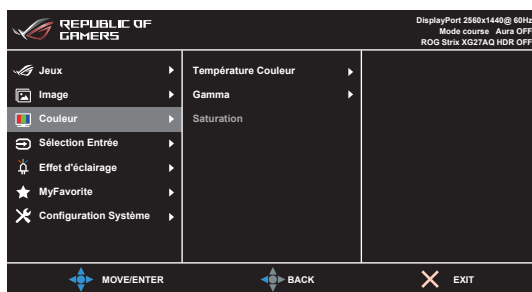 REPUBLIC OF
GAMERS
DisplayPort 2560x1440@ 60Hz
Mode course Aura OFF
ROG Strix XG27AQ HDR OFF
Jeux
Image
Couleur
Sélection Entrée
Effet d'éclairage
MyFavorite
Configuration Système
Température Couleur
Gamma
Saturation
MOVE/ENTER
BACK
EXIT